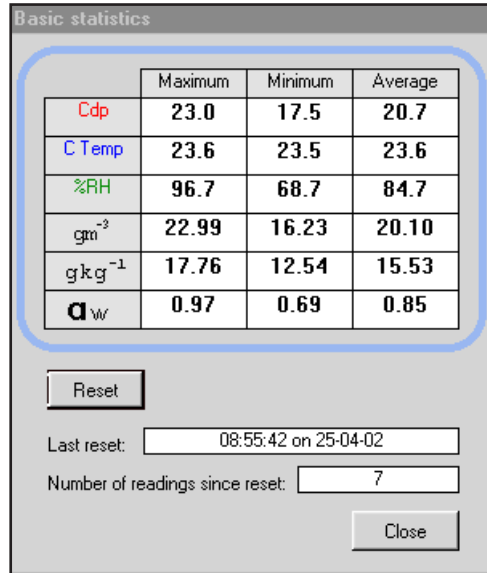 Basic statistics
Maximum Minimum Average
Cdp 23.0 17.5 20.7
C Temp 23.6 23.5 23.6
%RH 96.7 68.7 84.7
gm⁻³ 22.99 16.23 20.10
gkg⁻¹ 17.76 12.54 15.53
aw 0.97 0.69 0.85
Reset
Last reset: 08:55:42 on 25-04-02
Number of readings since reset: 7
Close